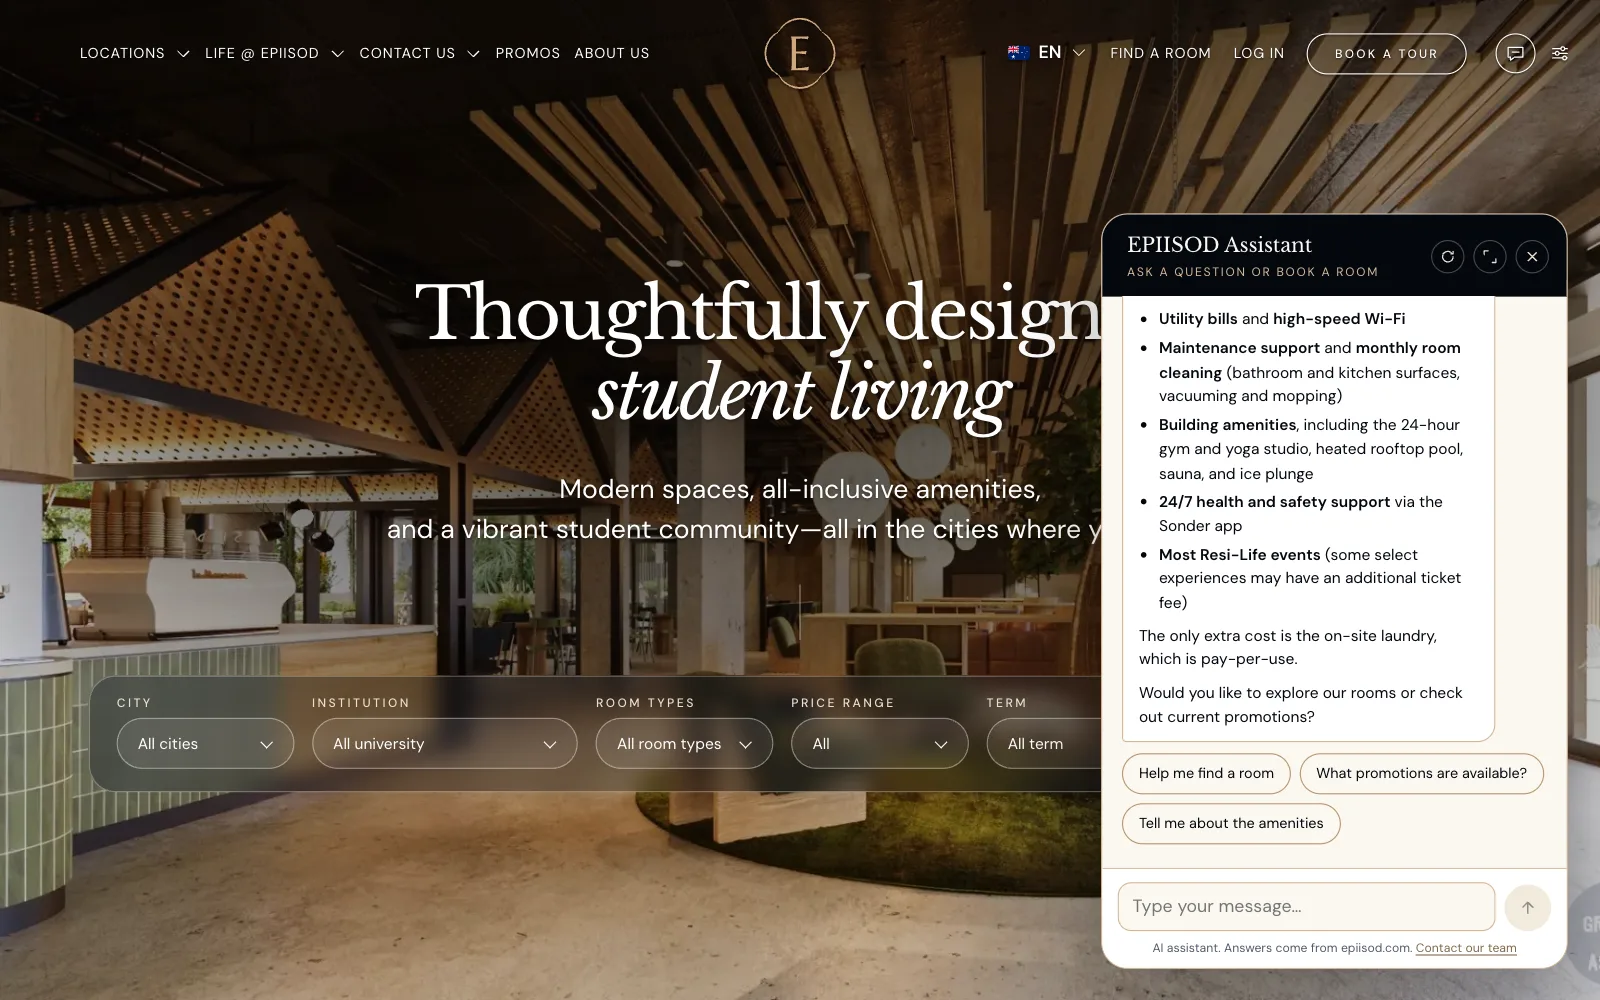 LOCATIONS LIFE @ EPIISOD CONTACT US PROMOS ABOUT US
E
EN FIND A ROOM LOG IN BOOK A TOUR
Thoughtfully design
student living
Modern spaces, all-inclusive amenities,
and a vibrant student community—all in the cities where y
CITY INSTITUTION ROOM TYPES PRICE RANGE TERM
All cities All university All room types All All term
EPIISOD Assistant
ASK A QUESTION OR BOOK A ROOM
• Utility bills and high-speed Wi-Fi
• Maintenance support and monthly room
cleaning (bathroom and kitchen surfaces,
vacuuming and mopping)
• Building amenities, including the 24-hour
gym and yoga studio, heated rooftop pool,
sauna, and ice plunge
• 24/7 health and safety support via the
Sonder app
• Most Resi-Life events (some select
experiences may have an additional ticket
fee)
The only extra cost is the on-site laundry,
which is pay-per-use.
Would you like to explore our rooms or check
out current promotions?
Help me find a room What promotions are available?
Tell me about the amenities
Type your message...
AI assistant. Answers come from epiisod.com. Contact our team